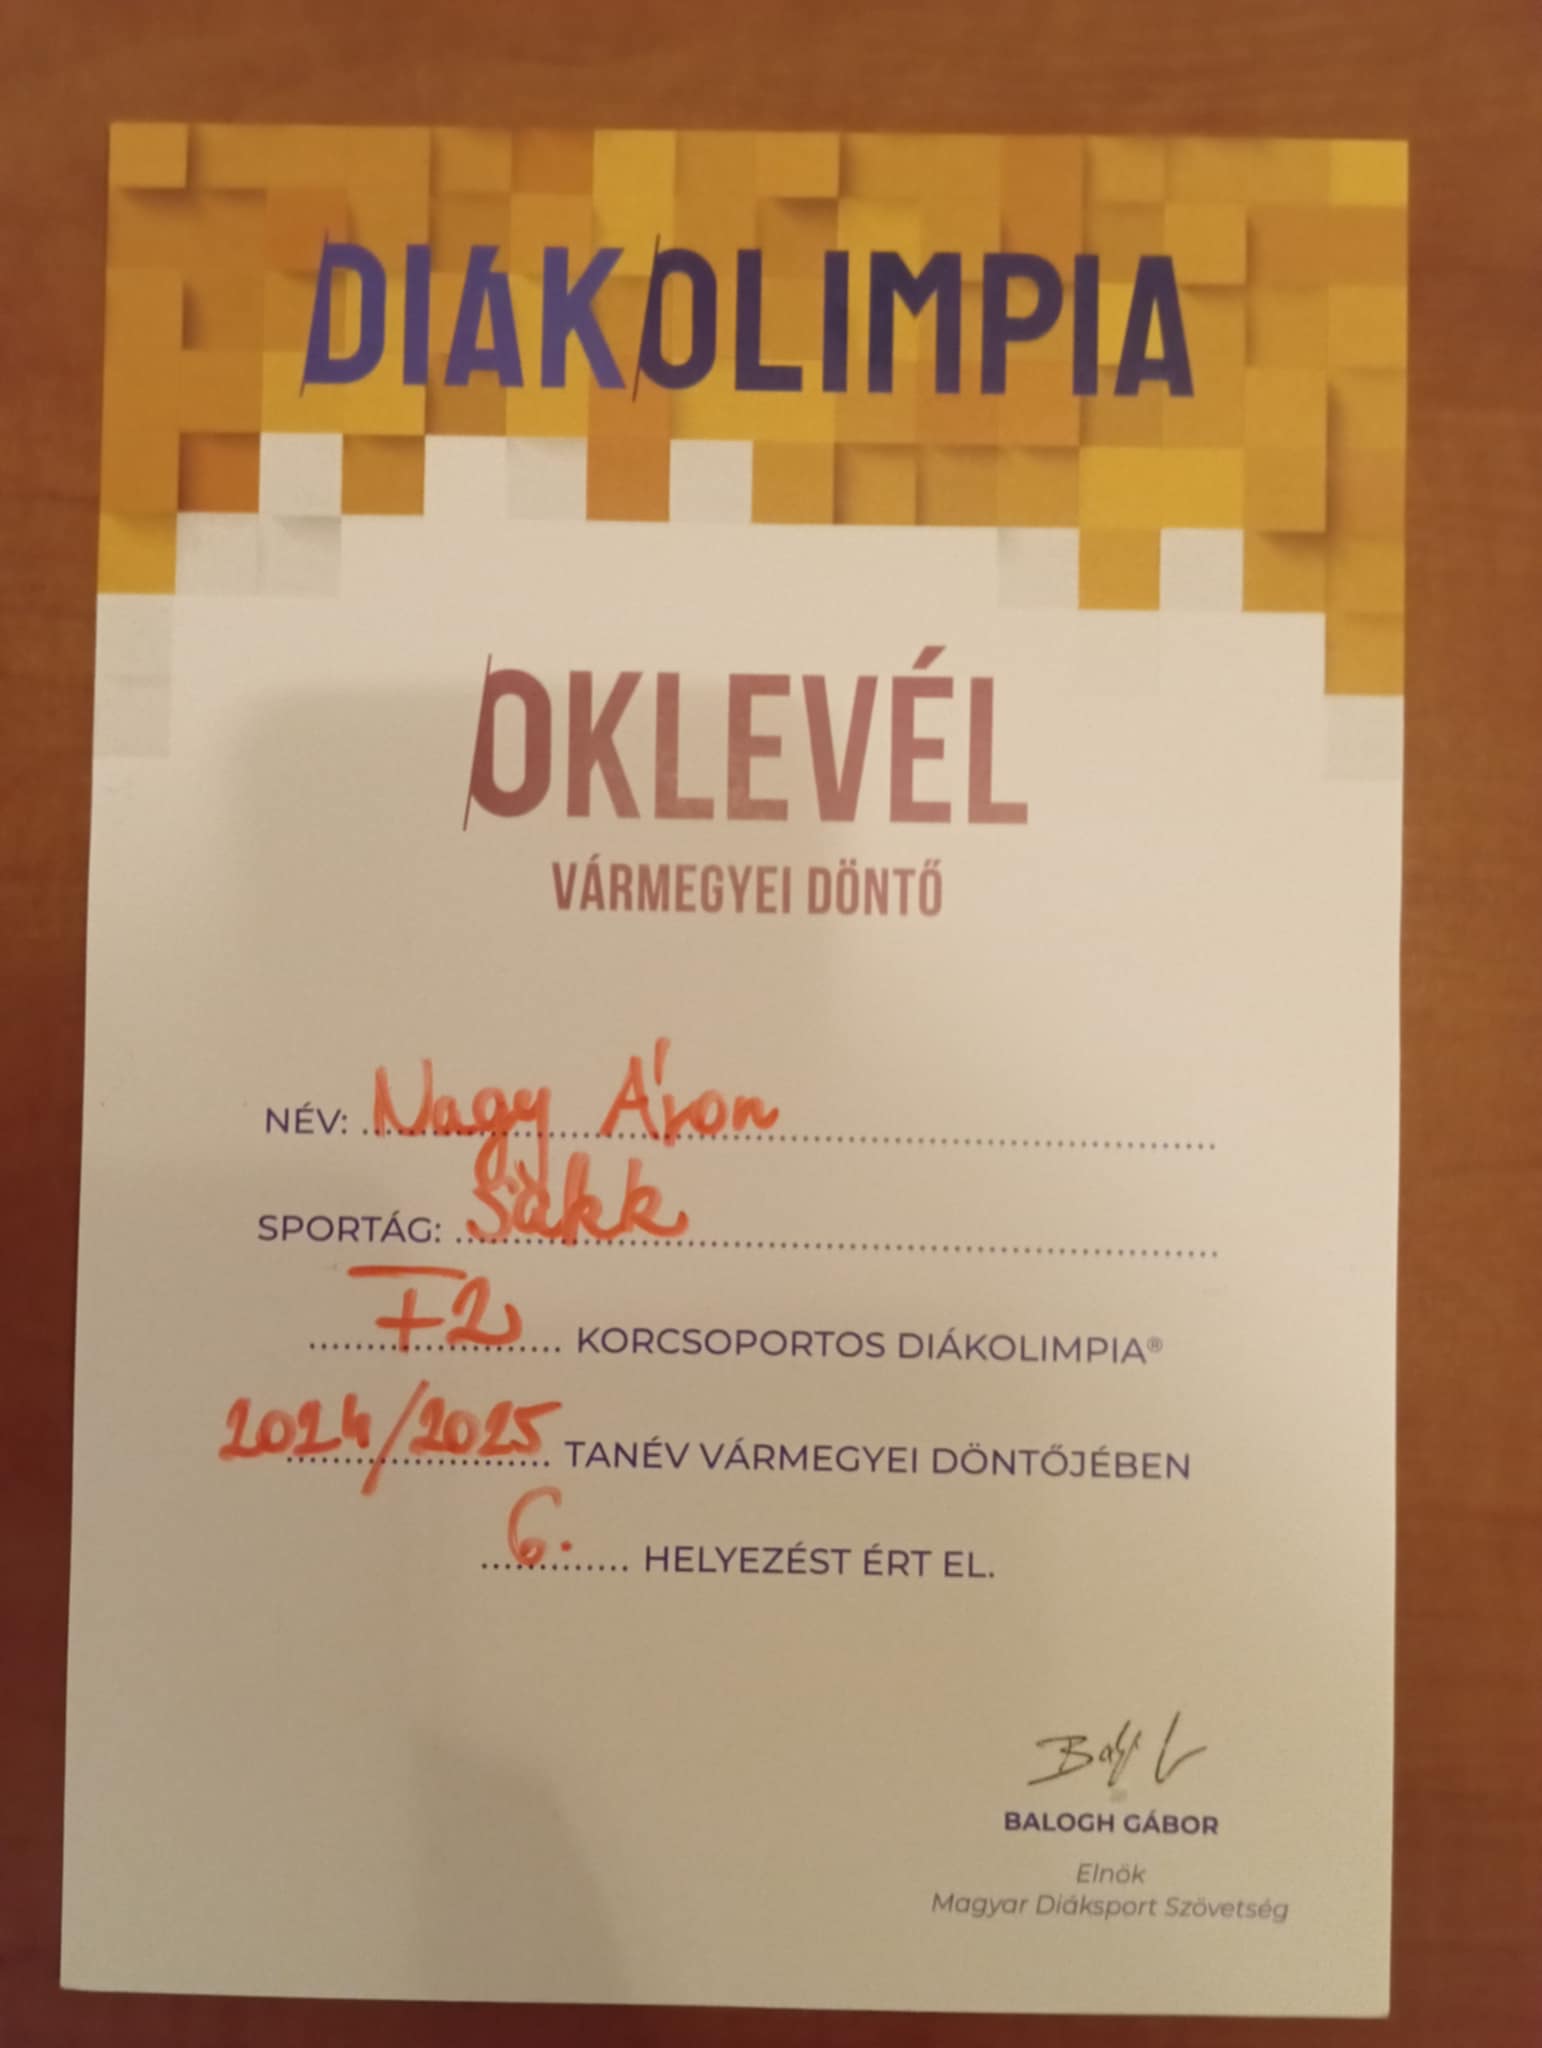 DIÁKOLIMPIA
OKLEVÉL
VÁRMEGYEI DÖNTŐ
NÉV: Nagy Áron
SPORTÁG: Sakk
F2 KORCSOPORTOS DIÁKOLIMPIA®
2024/2025 TANÉV VÁRMEGYEI DÖNTŐJÉBEN
6. HELYEZÉST ÉRT EL.
BALOGH GÁBOR
Elnök
Magyar Diáksport Szövetség